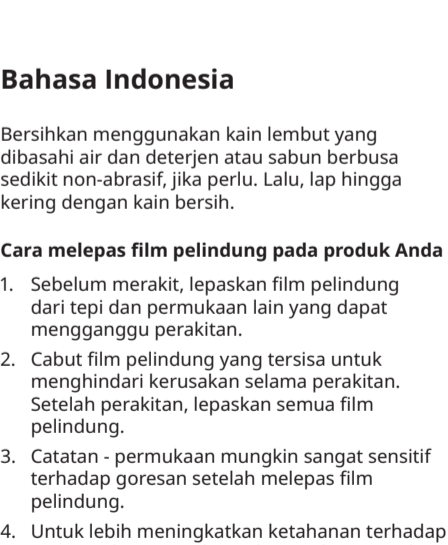 Bahasa Indonesia
Bersihkan menggunakan kain lembut yang
dibasahi air dan deterjen atau sabun berbusa
sedikit non-abrasif, jika perlu. Lalu, lap hingga
kering dengan kain bersih.
Cara melepas film pelindung pada produk Anda
1. Sebelum merakit, lepaskan film pelindung
dari tepi dan permukaan lain yang dapat
mengganggu perakitan.
2. Cabut film pelindung yang tersisa untuk
menghindari kerusakan selama perakitan.
Setelah perakitan, lepaskan semua film
pelindung.
3. Catatan - permukaan mungkin sangat sensitif
terhadap goresan setelah melepas film
pelindung.
4. Untuk lebih meningkatkan ketahanan terhadap